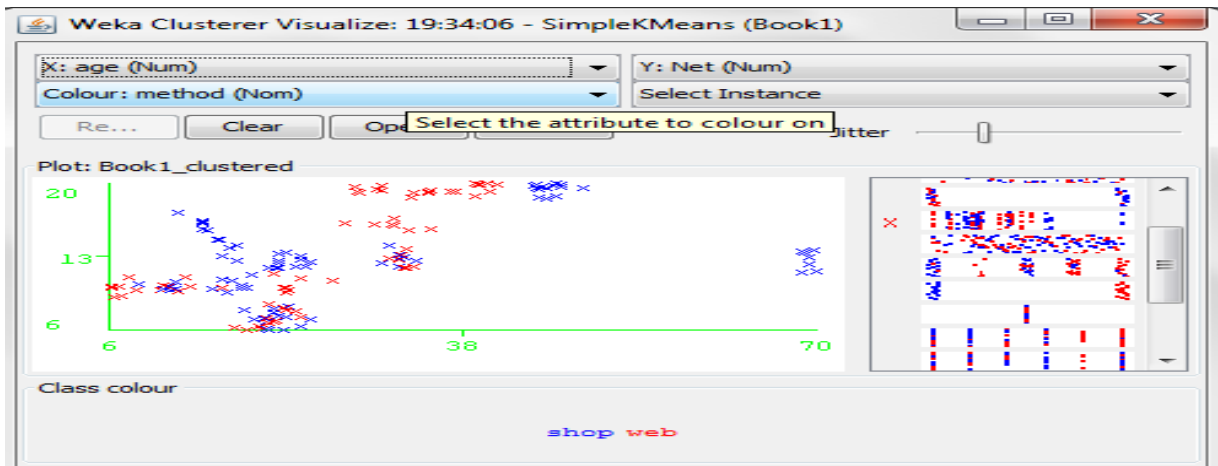 Weka Clusterer Visualize: 19:34:06 - SimpleKMeans (Book1)
X: age (Num) Y: Net (Num)
Colour: method (Nom) Select Instance
Re... Clear Select the attribute to colour on Jitter
Plot: Book1_clustered
20
13
6
6 38 70
Class colour
shop web